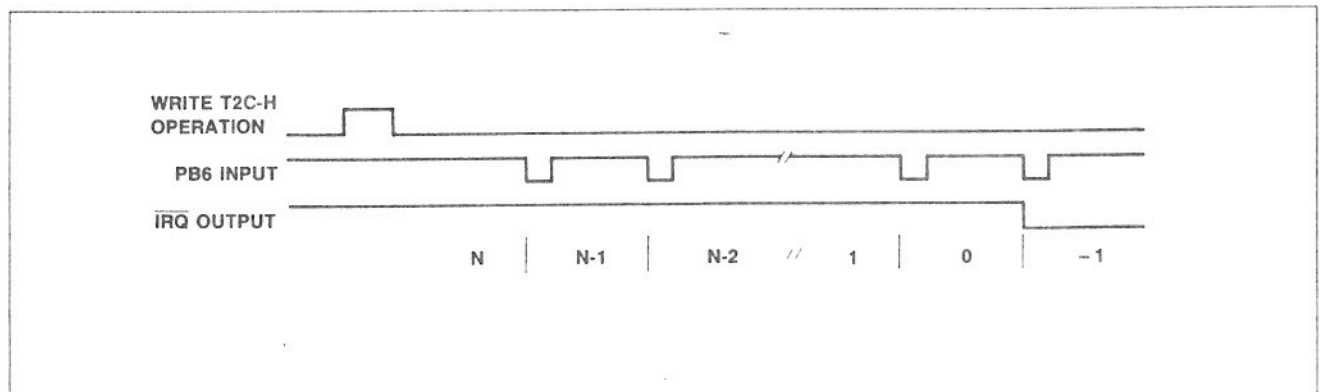 WRITE T2C-H
OPERATION
PB6 INPUT
IRQ OUTPUT
N | N-1 | N-2 // 1 | 0 | -1